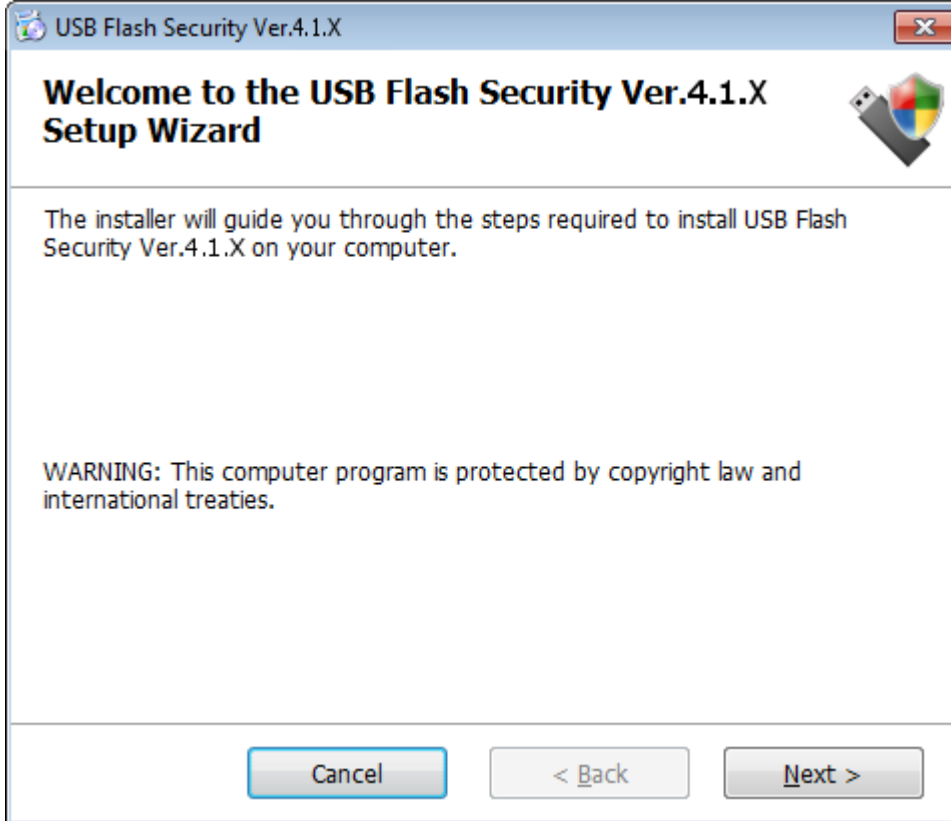 USB Flash Security Ver.4.1.X
Welcome to the USB Flash Security Ver.4.1.X
Setup Wizard
The installer will guide you through the steps required to install USB Flash
Security Ver.4.1.X on your computer.
WARNING: This computer program is protected by copyright law and
international treaties.
Cancel
< Back
Next >